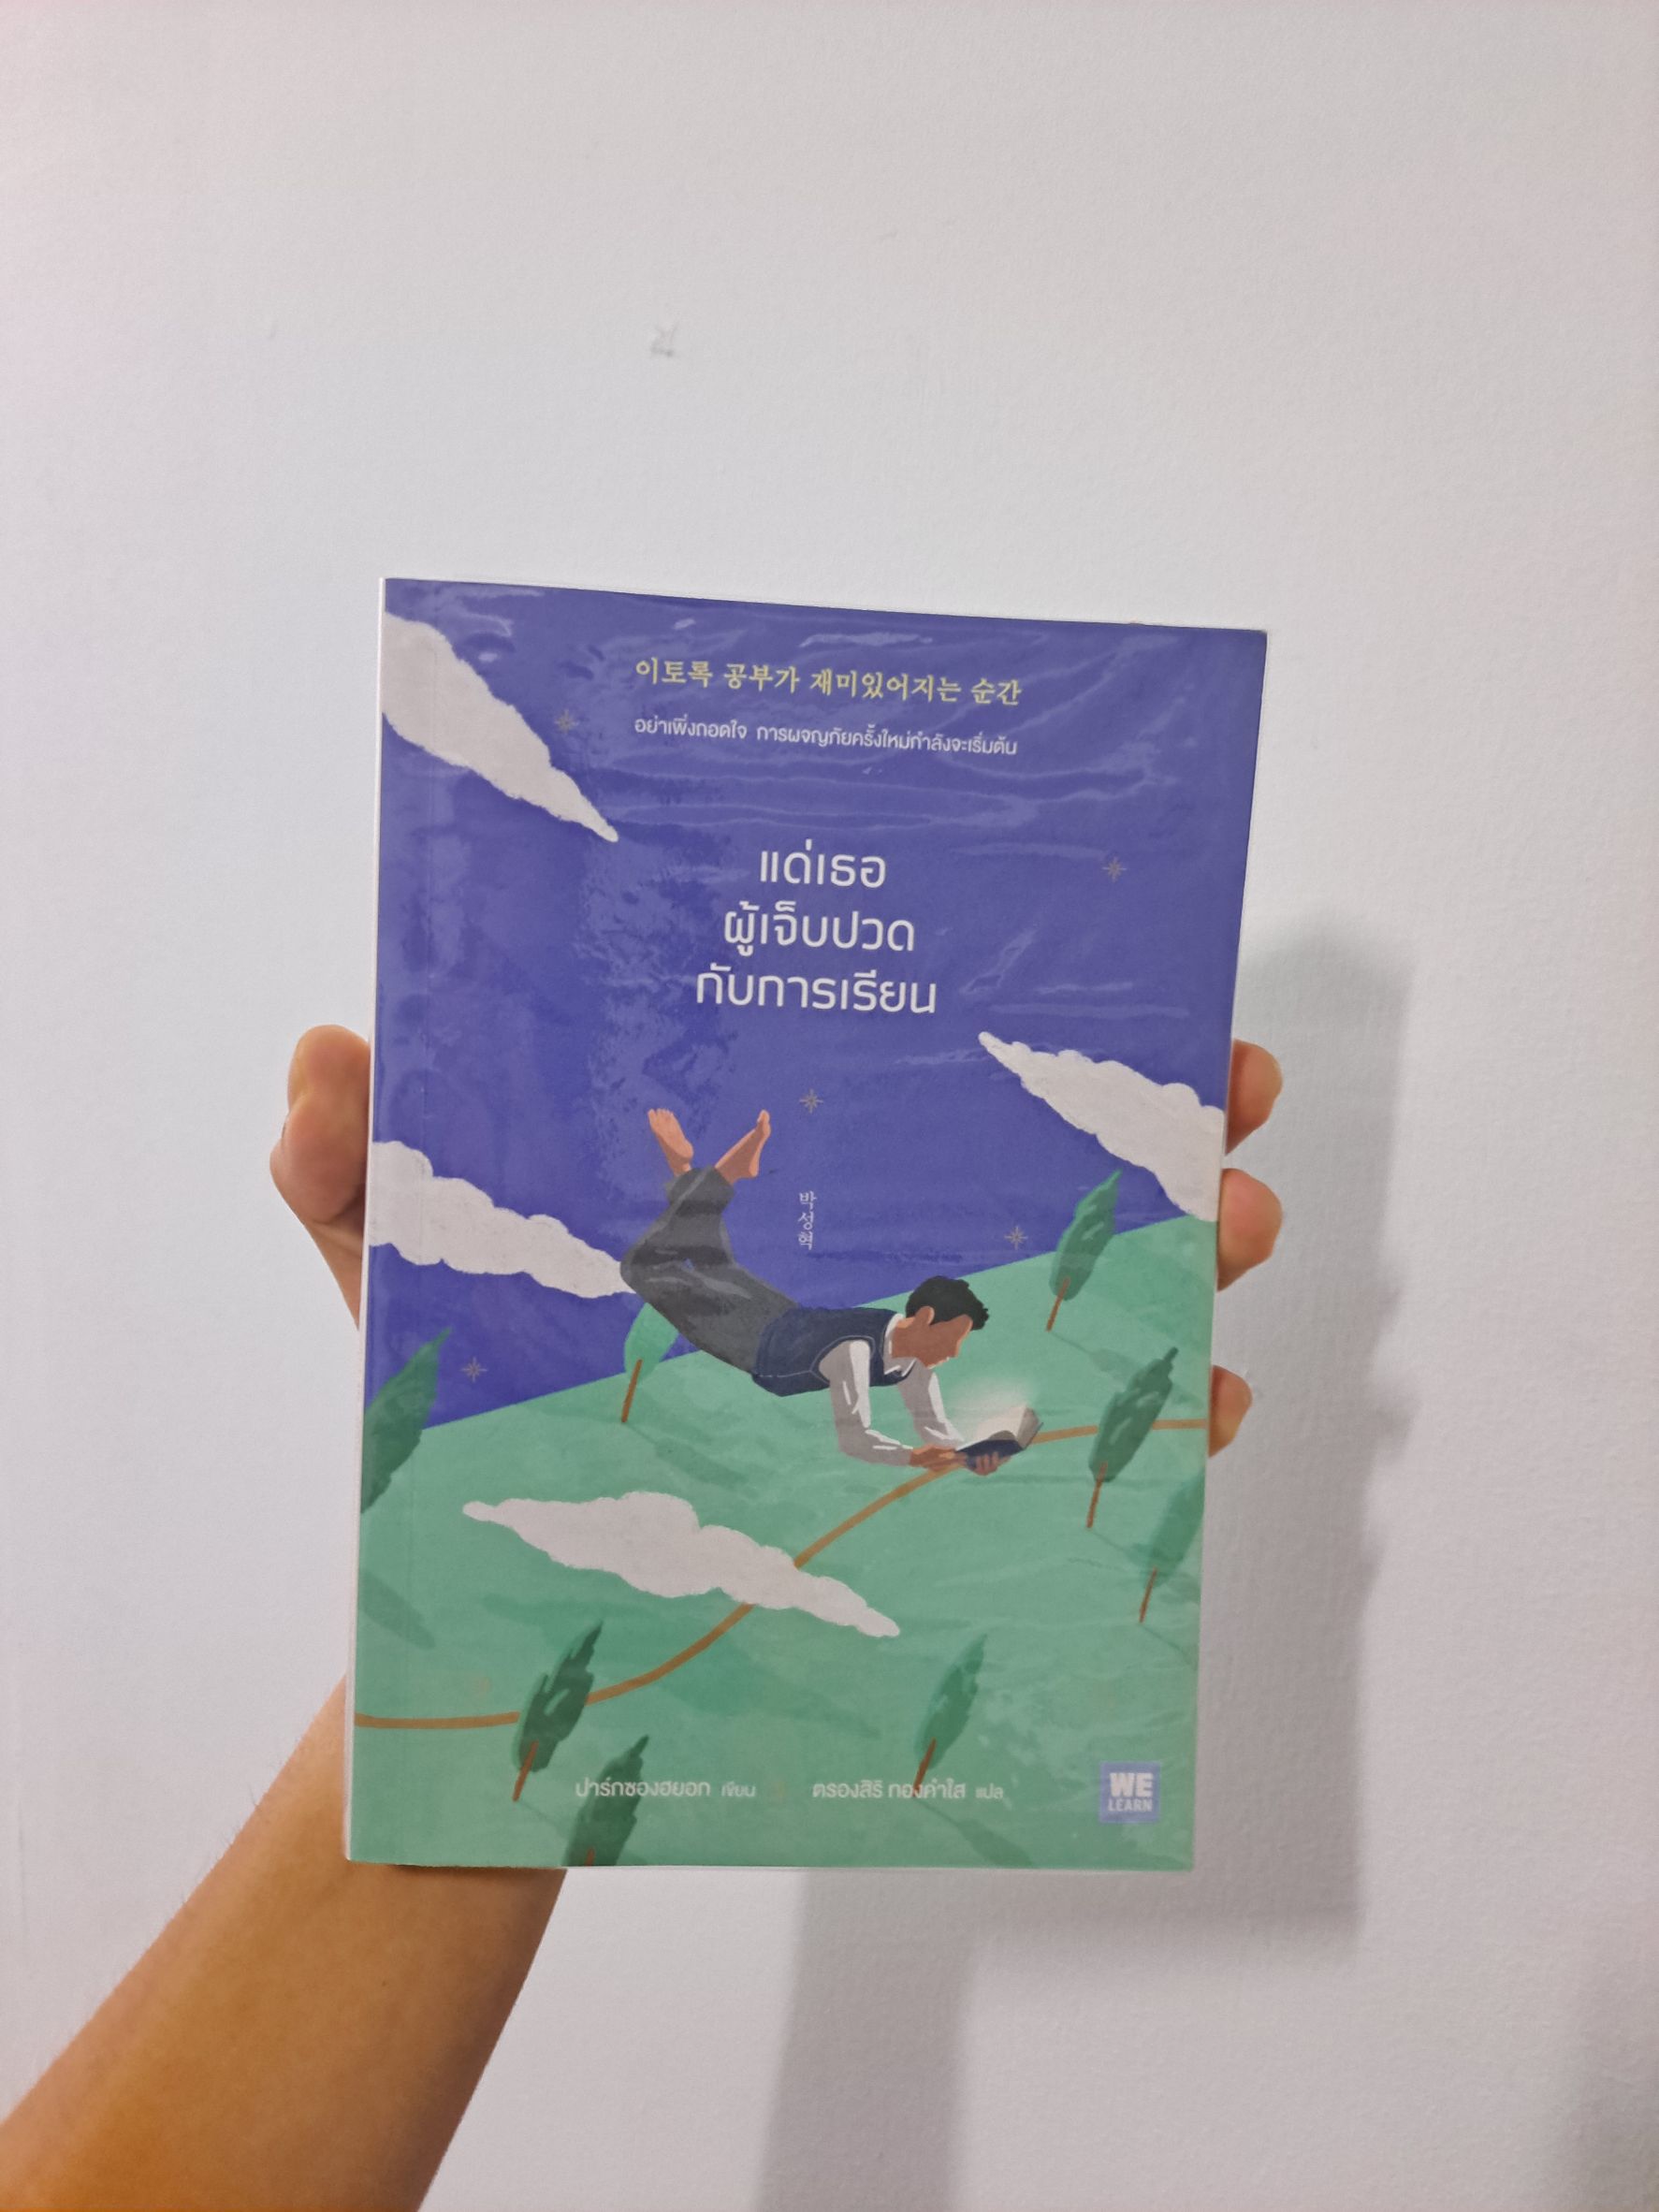 이토록 공부가 재미있어지는 순간
อย่าเพิ่งถอดใจ การผจญภัยครั้งใหม่กำลังจะเริ่มต้น
แด่เธอ
ผู้เจ็บปวด
กับการเรียน
박성혁
ปาร์กซองฮยอก เขียน
ตรองสิริ ทองคำใส แปล
WE
LEARN